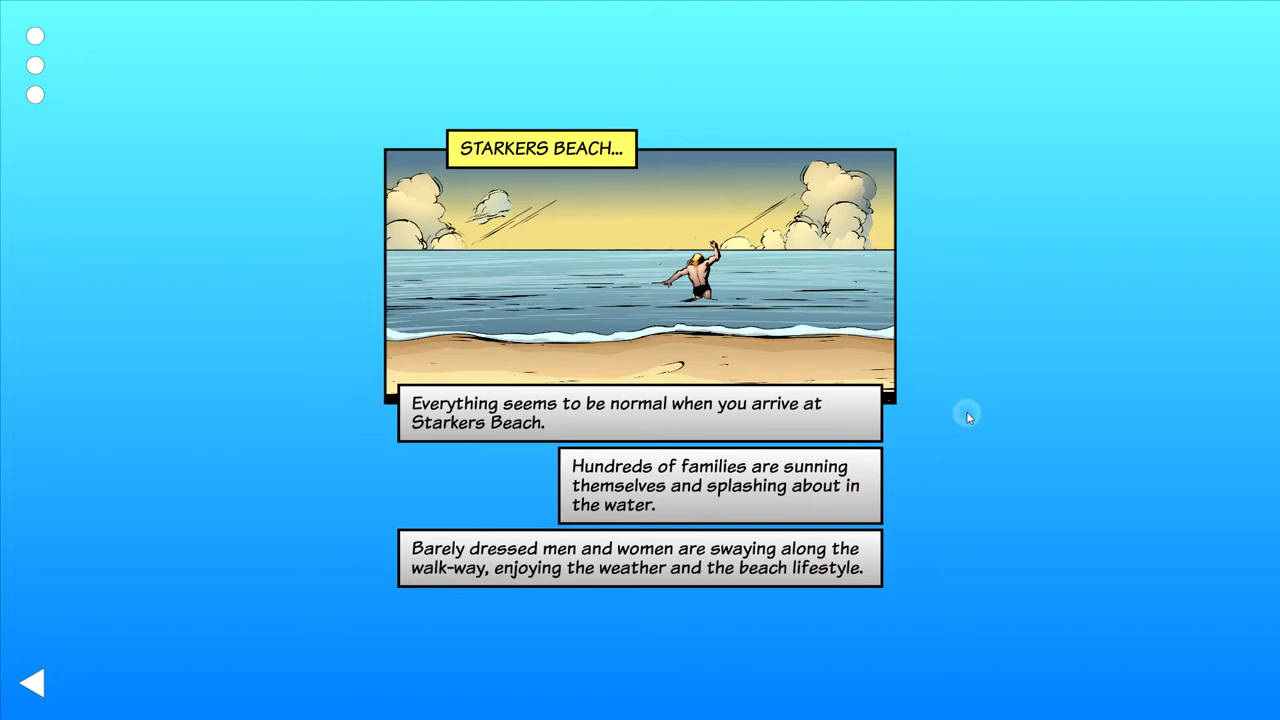 STARKERS BEACH...
Everything seems to be normal when you arrive at
Starkers Beach.
Hundreds of families are sunning
themselves and splashing about in
the water.
Barely dressed men and women are swaying along the
walk-way, enjoying the weather and the beach lifestyle.